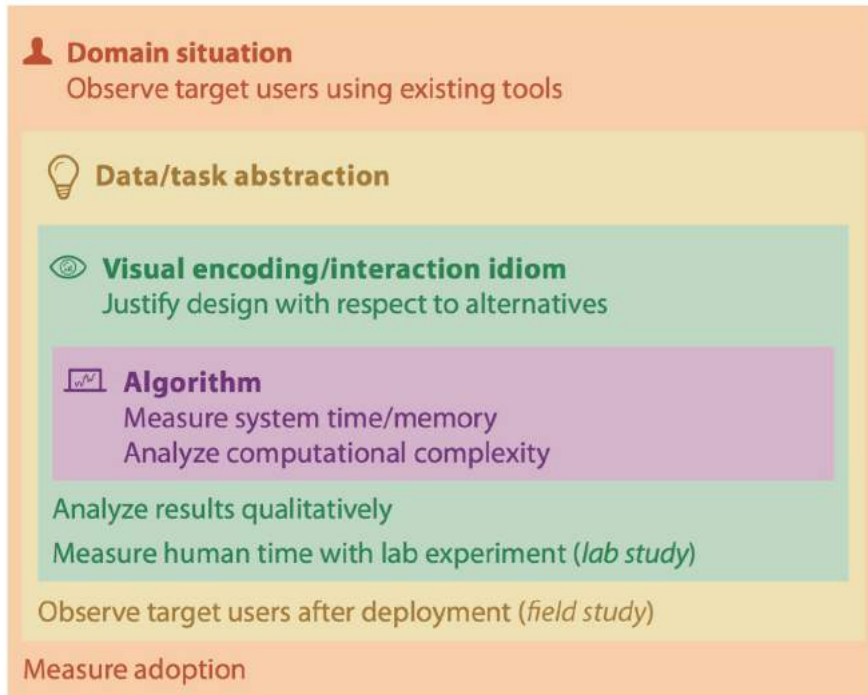 Domain situation
Observe target users using existing tools
Data/task abstraction
Visual encoding/interaction idiom
Justify design with respect to alternatives
Algorithm
Measure system time/memory
Analyze computational complexity
Analyze results qualitatively
Measure human time with lab experiment (lab study)
Observe target users after deployment (field study)
Measure adoption